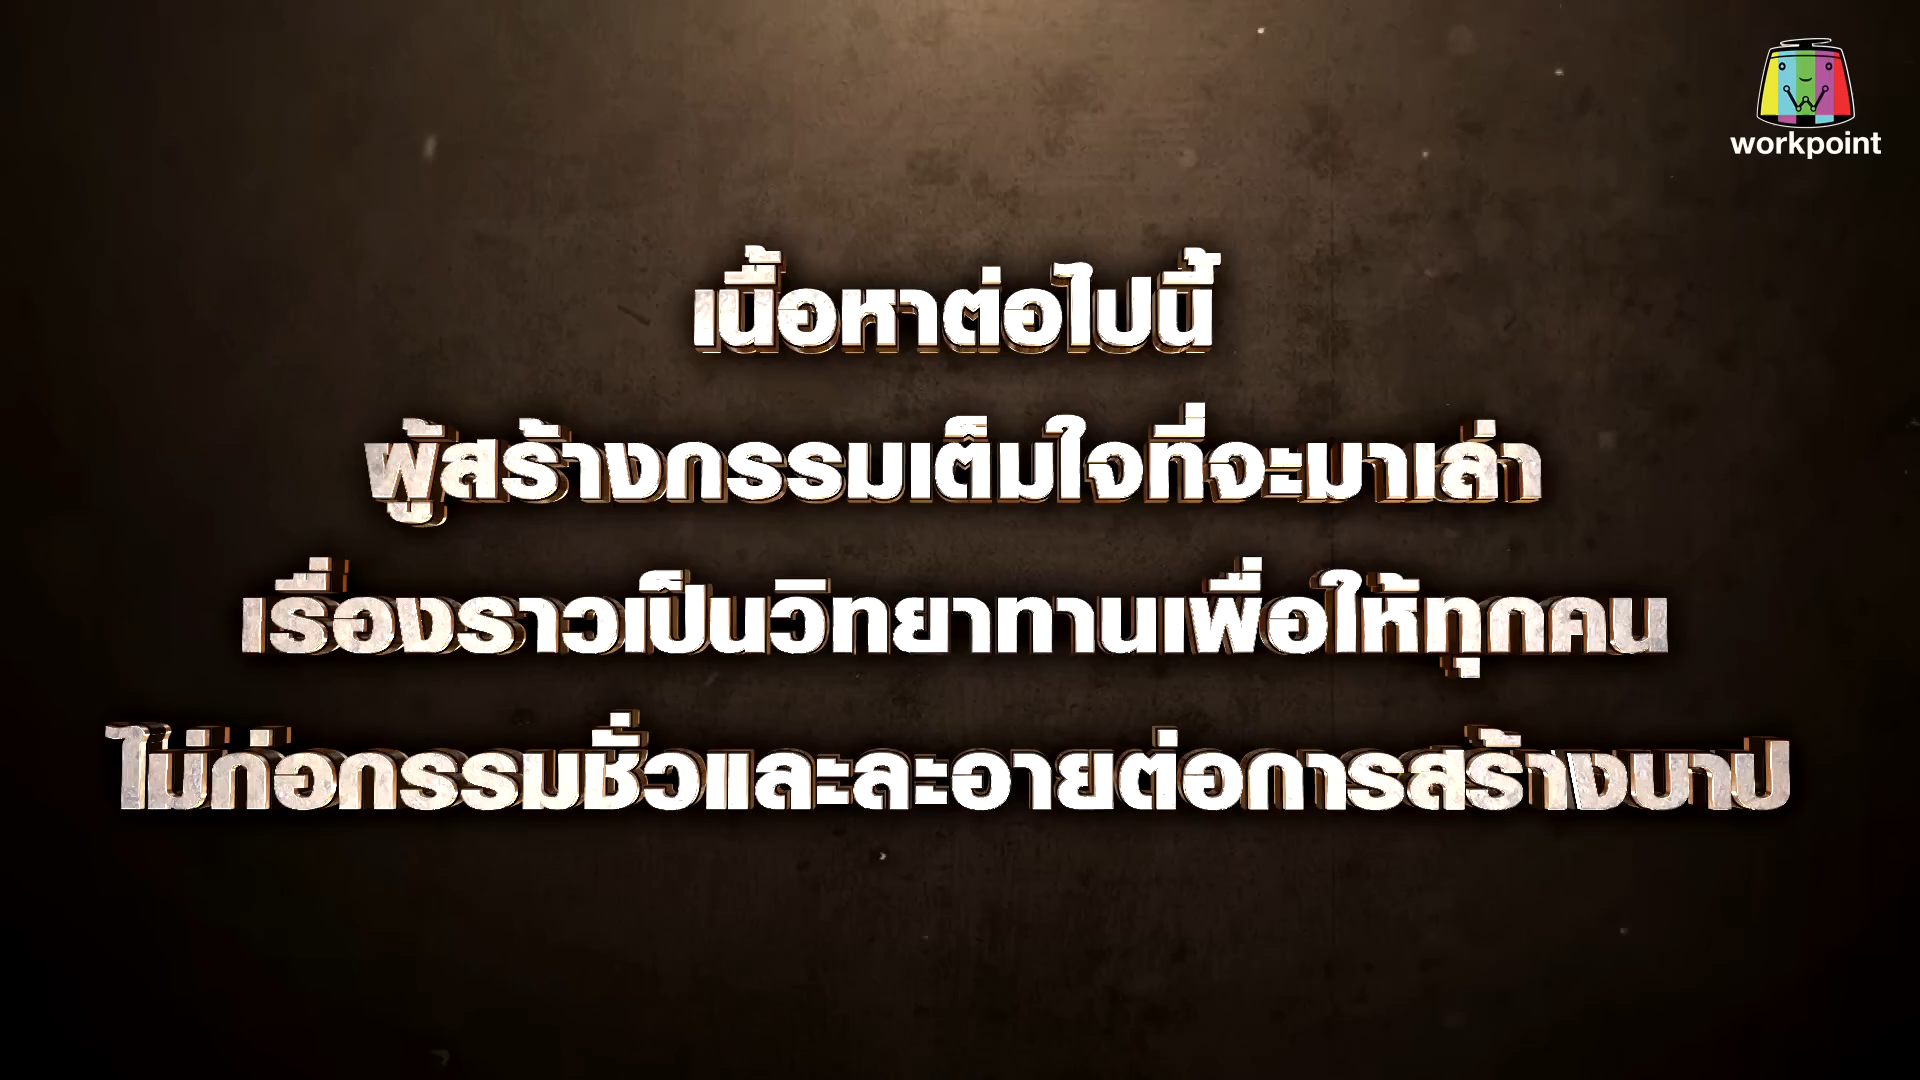 workpoint
เนื้อหาต่อไปนี้
ผู้สร้างกรรมเต็มใจที่จะมาเล่า
เรื่องราวเป็นวิทยาทานเพื่อให้ทุกคน
ไม่ก่อกรรมชั่วและละอายต่อการสร้างบาป